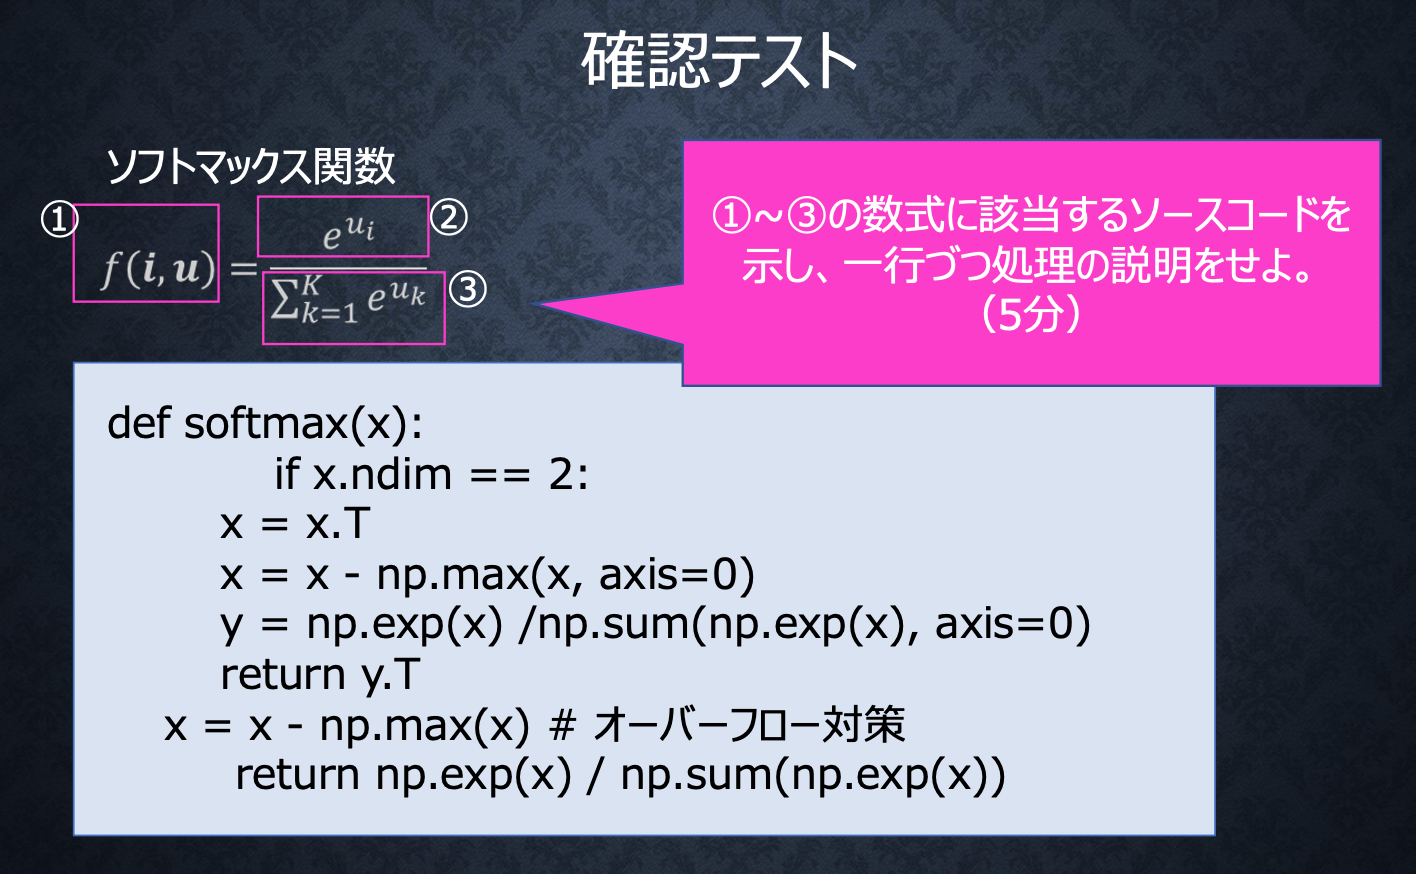 確認テスト
ソフトマックス関数
① f(i, u) = ② e^{u_i} / ③ ∑_{k=1}^{K} e^{u_k}
①~③の数式に該当するソースコードを
示し、一行づつ処理の説明をせよ。
（5分）
def softmax(x):
if x.ndim == 2:
x = x.T
x = x - np.max(x, axis=0)
y = np.exp(x) /np.sum(np.exp(x), axis=0)
return y.T
x = x - np.max(x) # オーバーフロー対策
return np.exp(x) / np.sum(np.exp(x))